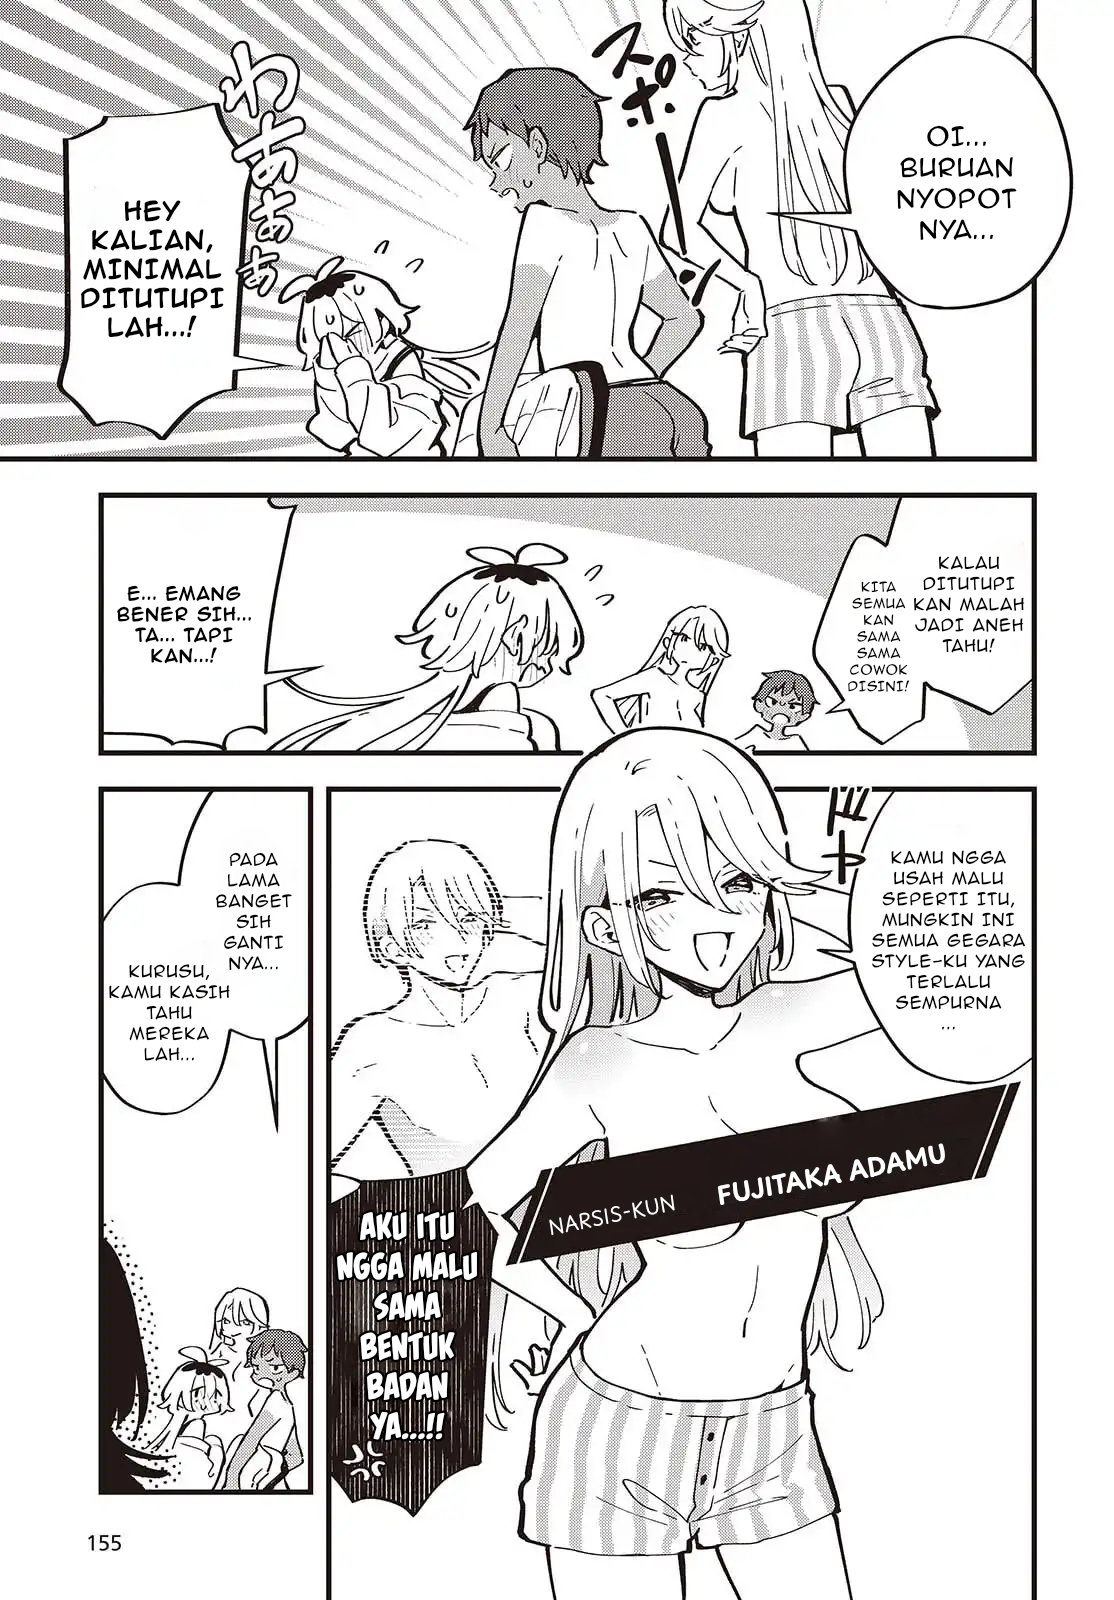 OI...
BURUAN
NYOPOT
NYA...
スポーン
わあああぁ
HEY
KALIAN,
MINIMAL
DITUTUPI
LAH...!
KALAU
DITUTUPI
KAN MALAH
JADI ANEH
TAHU!
KITA
SEMUA
KAN
SAMA
SAMA
COWOK
DISINI!
E... EMANG
BENER SIH...
TA... TAPI
KAN...!
KAMU NGGA
USAH MALU
SEPERTI ITU,
MUNGKIN INI
SEMUA GEGARA
STYLE-KU YANG
TERLALU
SEMPURNA
...
NARSIS-KUN FUJITAKA ADAMU
AKU ITU
NGGA MALU
SAMA
BENTUK
BADAN
YA...!!
PADA
LAMA
BANGET
SIH
GANTI
NYA...
KURUSU,
KAMU KASIH
TAHU
MEREKA
LAH...
155